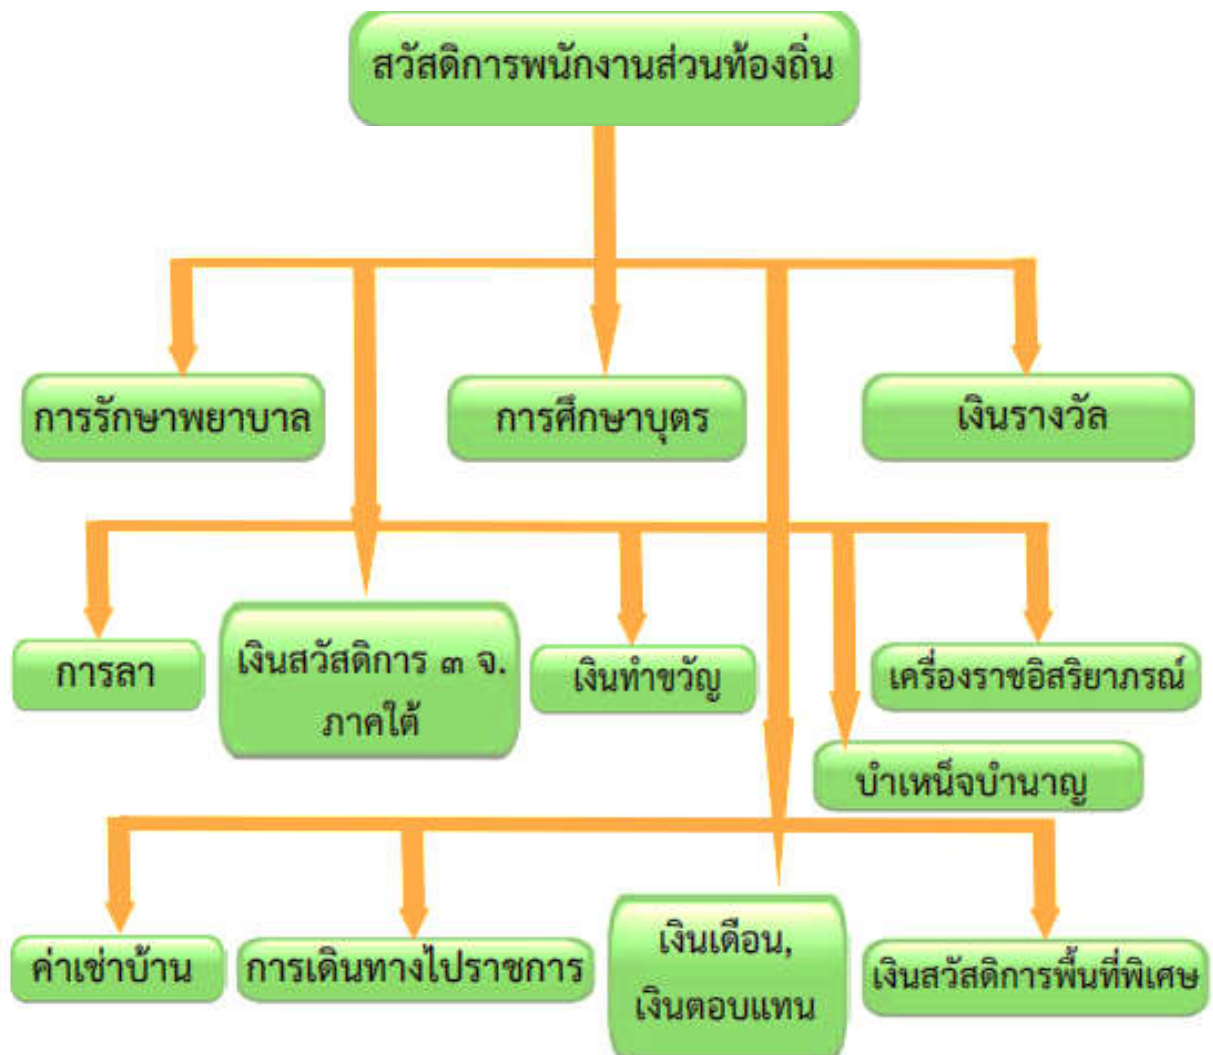 สวัสดิการพนักงานส่วนท้องถิ่น
การรักษาพยาบาล
การศึกษาบุตร
เงินรางวัล
การลา
เงินสวัสดิการ ๓ จ.
ภาคใต้
เงินทำขวัญ
เครื่องราชอิสริยาภรณ์
บำเหน็จบำนาญ
ค่าเช่าบ้าน
การเดินทางไปราชการ
เงินเดือน,
เงินตอบแทน
เงินสวัสดิการพื้นที่พิเศษ